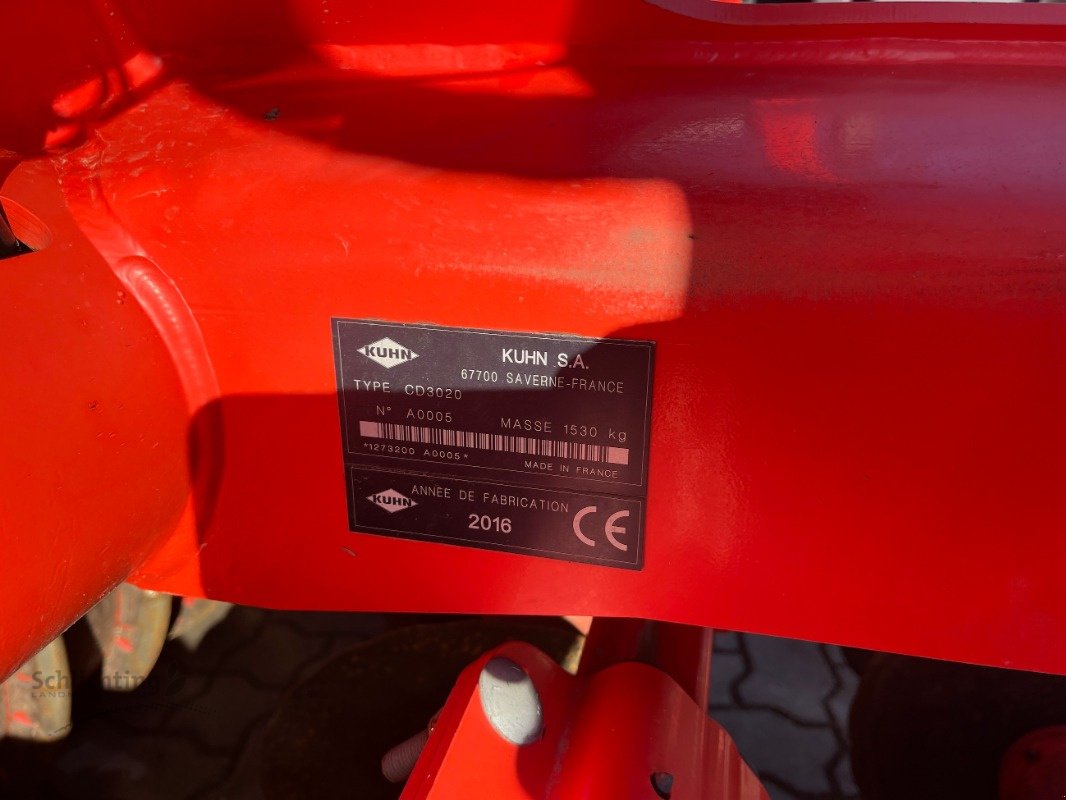 KUHN
KUHN S.A.
67700 SAVERNE-FRANCE
TYPE CD3020
N° A0005 MASSE 1530 kg
*1273200 A0005*
MADE IN FRANCE
KUHN
ANNÉE DE FABRICATION
2016
CE